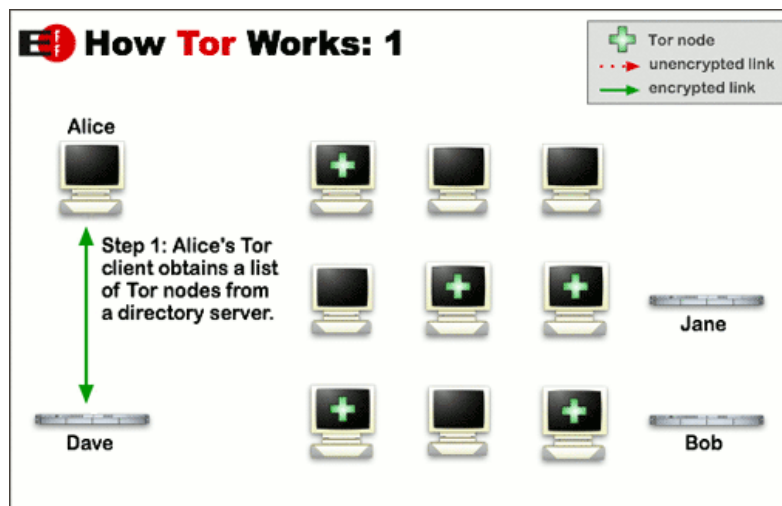 EFF How Tor Works: 1
Tor node
unencrypted link
encrypted link
Alice
Step 1: Alice's Tor
client obtains a list
of Tor nodes from
a directory server.
Jane
Dave
Bob